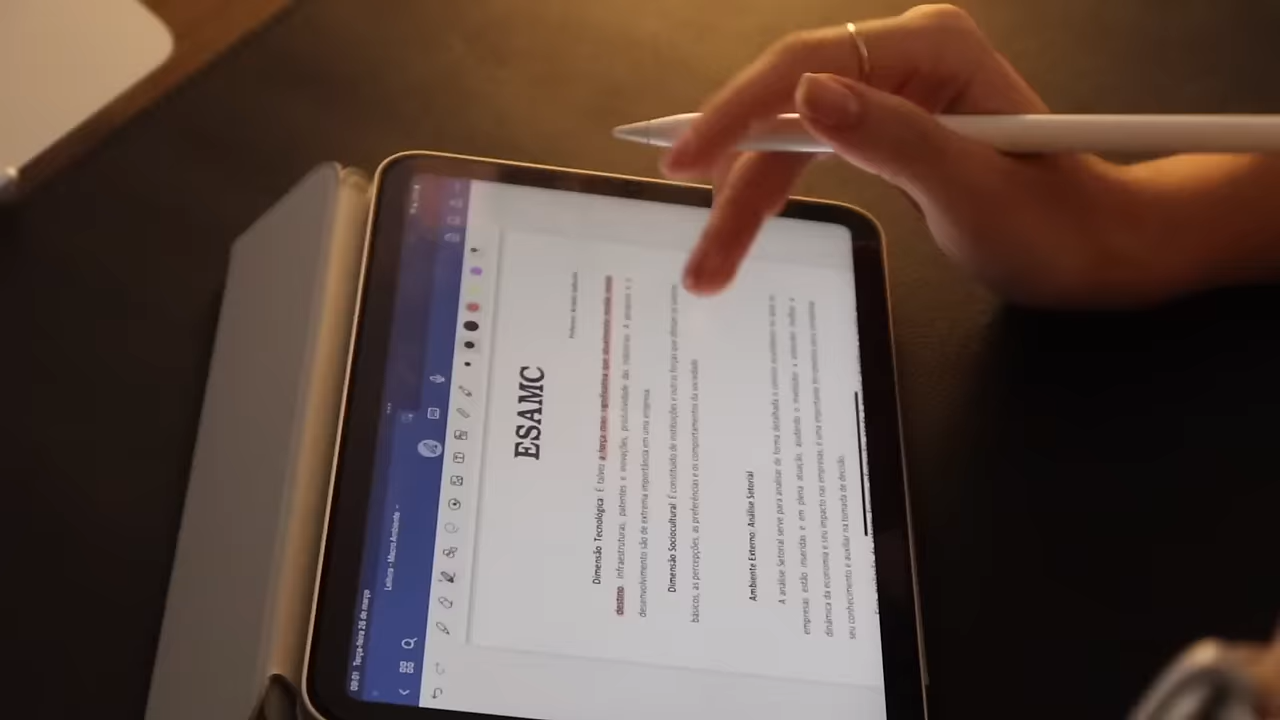 09:01 Terça-feira 26 de março
Leitura - Macro Ambiente
ESAMC
Dimensão Tecnológica: É talvez a força mais significativa que atualmente molda nosso
destino. Infraestruturas, patentes e inovações, produtividade das indústrias. A pesquisa e o
desenvolvimento são de extrema importância em uma empresa.
Dimensão Sociocultural: É constituído de instituições e outras forças que afetam os valores
básicos, as percepções, as preferências e os comportamentos da sociedade
Ambiente Externo: Análise Setorial
A análise Setorial serve para analisar de forma detalhada o cenário econômico no qual as
empresas estão inseridas e em plena atuação, ajudando o mediador a entender melhor a
dinâmica da economia e seu impacto nas empresas, é uma importante ferramenta para
seu conhecimento e auxiliar na tomada de decisão.